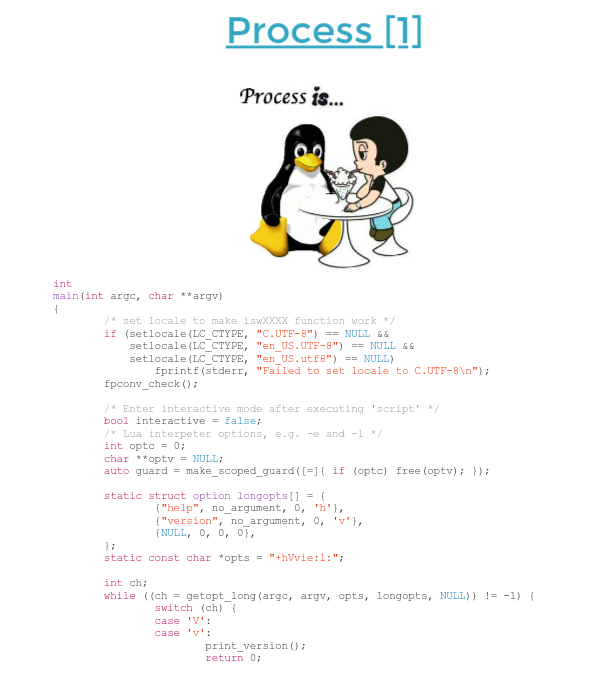 Process [1]
Process is...
int
main(int argc, char **argv)
{
/* set locale to make iswXXXX function work */
if (setlocale(LC_CTYPE, "C.UTF-8") == NULL &&
setlocale(LC_CTYPE, "en_US.UTF-8") == NULL &&
setlocale(LC_CTYPE, "en_US.utf8") == NULL)
fprintf(stderr, "Failed to set locale to C.UTF-8\n");
fpconv_check();
/* Enter interactive mode after executing 'script' */
bool interactive = false;
/* Lua interpeter options, e.g. -e and -l */
int optc = 0;
char **optv = NULL;
auto guard = make_scoped_guard([=]{ if (optc) free(optv); });
static struct option longopts[] = {
{"help", no_argument, 0, 'h'},
{"version", no_argument, 0, 'v'},
{NULL, 0, 0, 0},
};
static const char *opts = "+hVvie:l:";
int ch;
while ((ch = getopt_long(argc, argv, opts, longopts, NULL)) != -1) {
switch (ch) {
case 'V':
case 'v':
print_version();
return 0;